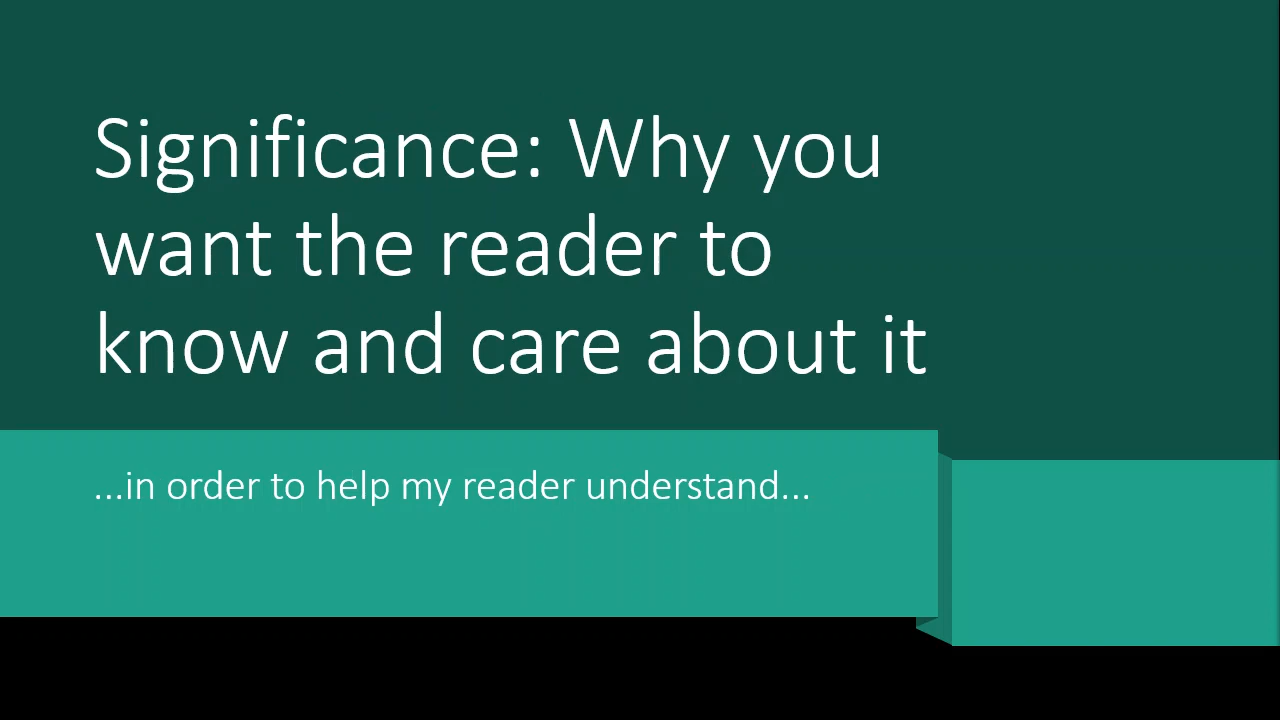 Significance: Why you
want the reader to
know and care about it
...in order to help my reader understand...